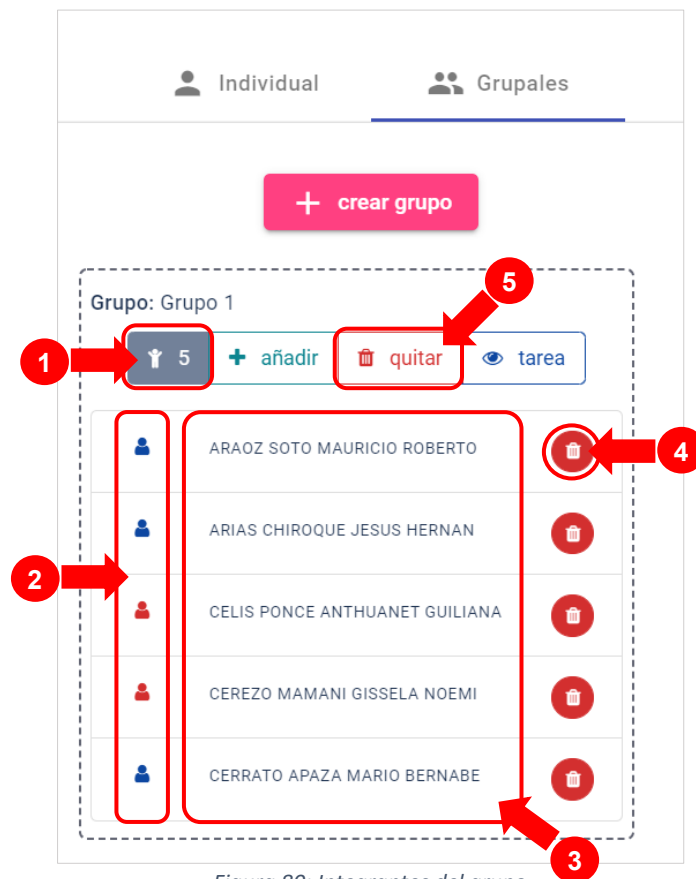 Individual
Grupales
+ crear grupo
5
Grupo: Grupo 1
1
5
+ añadir
quitar
tarea
ARAOZ SOTO MAURICIO ROBERTO
4
ARIAS CHIROQUE JESUS HERNAN
2
CELIS PONCE ANTHUANET GUILIANA
CEREZO MAMANI GISSELA NOEMI
CERRATO APAZA MARIO BERNABE
3